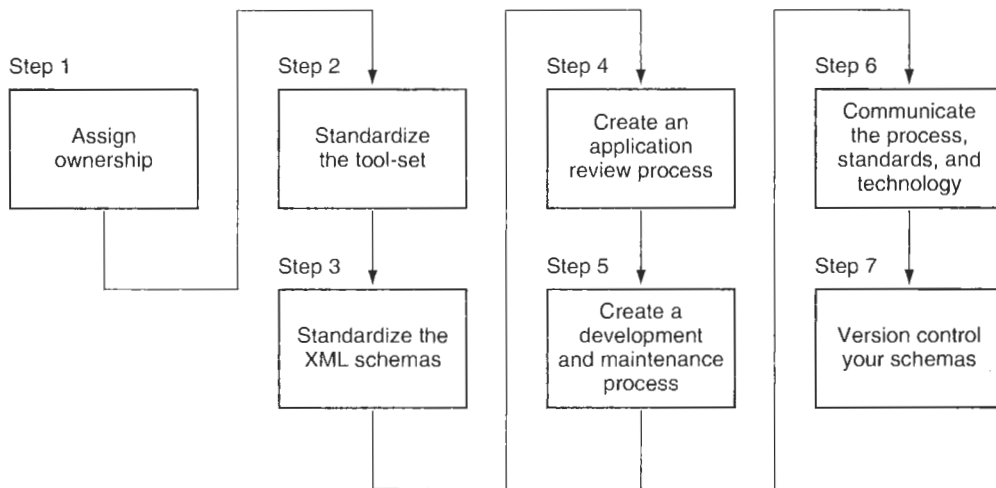 Step 1
Assign
ownership
Step 2
Standardize
the tool-set
Step 3
Standardize the
XML schemas
Step 4
Create an
application
review process
Step 5
Create a
development
and maintenance
process
Step 6
Communicate
the process,
standards, and
technology
Step 7
Version control
your schemas